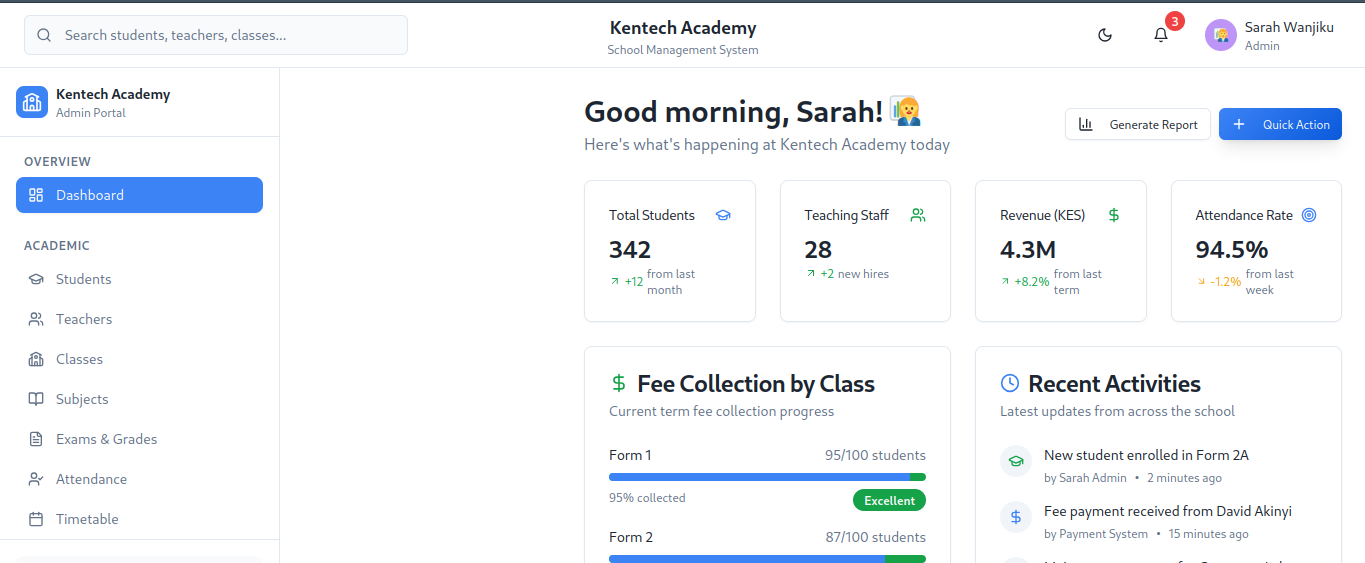 Search students, teachers, classes...
Kentech Academy
School Management System
3
Sarah Wanjiku
Admin
Kentech Academy
Admin Portal
OVERVIEW
Dashboard
ACADEMIC
Students
Teachers
Classes
Subjects
Exams & Grades
Attendance
Timetable
Good morning, Sarah!
Here's what's happening at Kentech Academy today
Generate Report
Quick Action
Total Students
342
+12 from last
month
Teaching Staff
28
+2 new hires
Revenue (KES)
4.3M
+8.2% from last
term
Attendance Rate
94.5%
-1.2% from last
week
Fee Collection by Class
Current term fee collection progress
Form 1 95/100 students
95% collected
Excellent
Form 2 87/100 students
Recent Activities
Latest updates from across the school
New student enrolled in Form 2A
by Sarah Admin • 2 minutes ago
Fee payment received from David Akinyi
by Payment System • 15 minutes ago